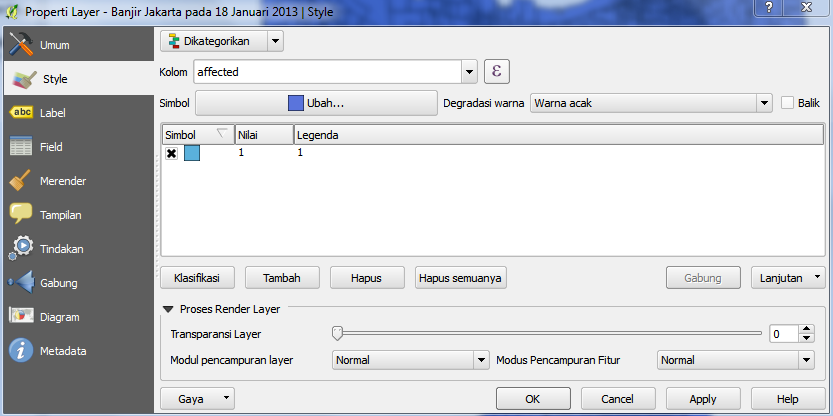 Properti Layer - Banjir Jakarta pada 18 Januari 2013 | Style
Umum
Style
abc Label
Field
Merender
Tampilan
Tindakan
Gabung
Diagram
Metadata
Dikategorikan
Kolom affected ε
Simbol Ubah... Degradasi warna Warna acak Balik
Simbol Nilai Legenda
1 1
Klasifikasi Tambah Hapus Hapus semuanya Gabung Lanjutan
Proses Render Layer
Transparansi Layer 0
Modul pencampuran layer Normal Modus Pencampuran Fitur Normal
Gaya OK Cancel Apply Help